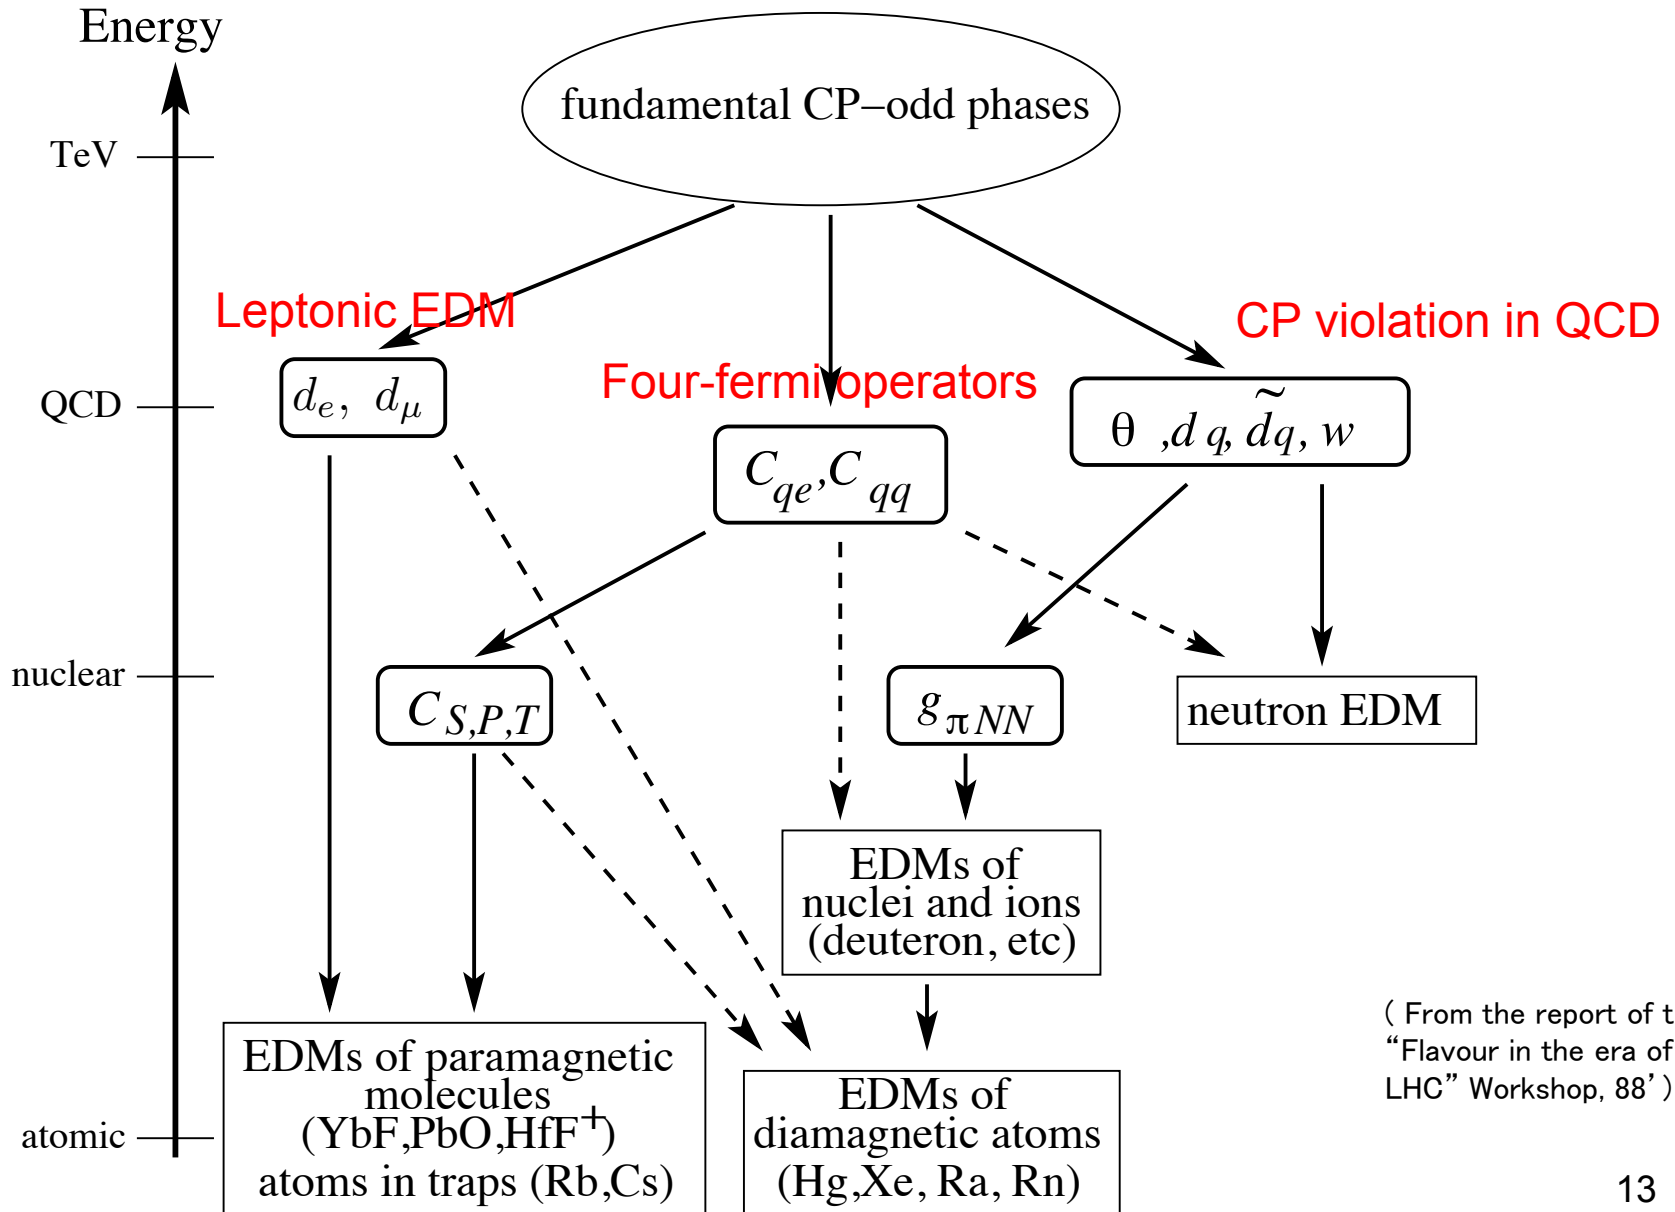 Energy
fundamental CP–odd phases
TeV
Leptonic EDM
CP violation in QCD
Four-fermi operators
QCD
d_e, d_μ
θ ,d q, d̃q, w
C_qe,C_qq
nuclear
C_S,P,T
g_πNN
neutron EDM
EDMs of
nuclei and ions
(deuteron, etc)
( From the report of t
“Flavour in the era of
LHC” Workshop, 88’)
EDMs of paramagnetic
molecules
(YbF,PbO,HfF⁺)
atoms in traps (Rb,Cs)
EDMs of
diamagnetic atoms
(Hg,Xe, Ra, Rn)
atomic
13